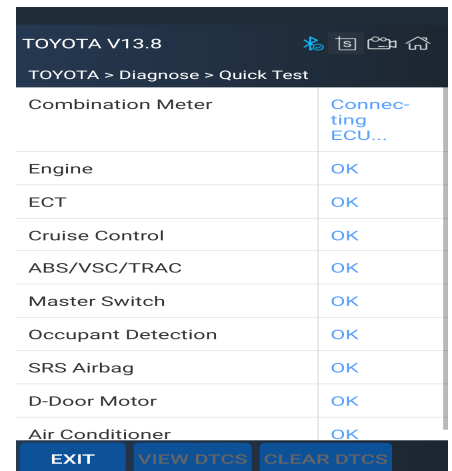 TOYOTA V13.8
S
TOYOTA > Diagnose > Quick Test
Combination Meter
Connec-
ting
ECU...
Engine OK
ECT OK
Cruise Control OK
ABS/VSC/TRAC OK
Master Switch OK
Occupant Detection OK
SRS Airbag OK
D-Door Motor OK
Air Conditioner OK
EXIT VIEW DTCS CLEAR DTCS